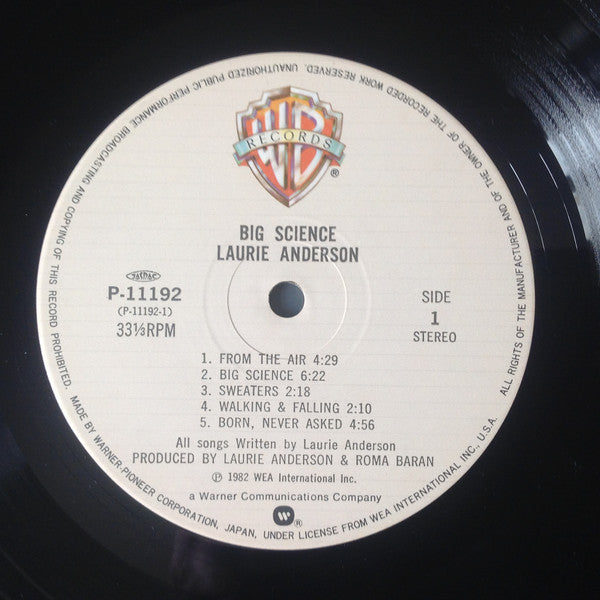 ALL RIGHTS OF THE MANUFACTURER AND OF THE OWNER OF THE RECORDED WORK RESERVED. UNAUTHORIZED PUBLIC PERFORMANCE BROADCASTING AND COPYING OF THIS RECORD PROHIBITED.
WB
RECORDS
®
BIG SCIENCE
LAURIE ANDERSON
JASRAC
P-11192
(P-11192-1)
33⅓RPM
SIDE
1
STEREO
1. FROM THE AIR 4:29
2. BIG SCIENCE 6:22
3. SWEATERS 2:18
4. WALKING & FALLING 2:10
5. BORN, NEVER ASKED 4:56
All songs Written by Laurie Anderson
PRODUCED BY LAURIE ANDERSON & ROMA BARAN
℗ 1982 WEA International Inc.
a Warner Communications Company
®
MADE BY WARNER-PIONEER CORPORATION, JAPAN, UNDER LICENSE FROM WEA INTERNATIONAL INC., U.S.A.